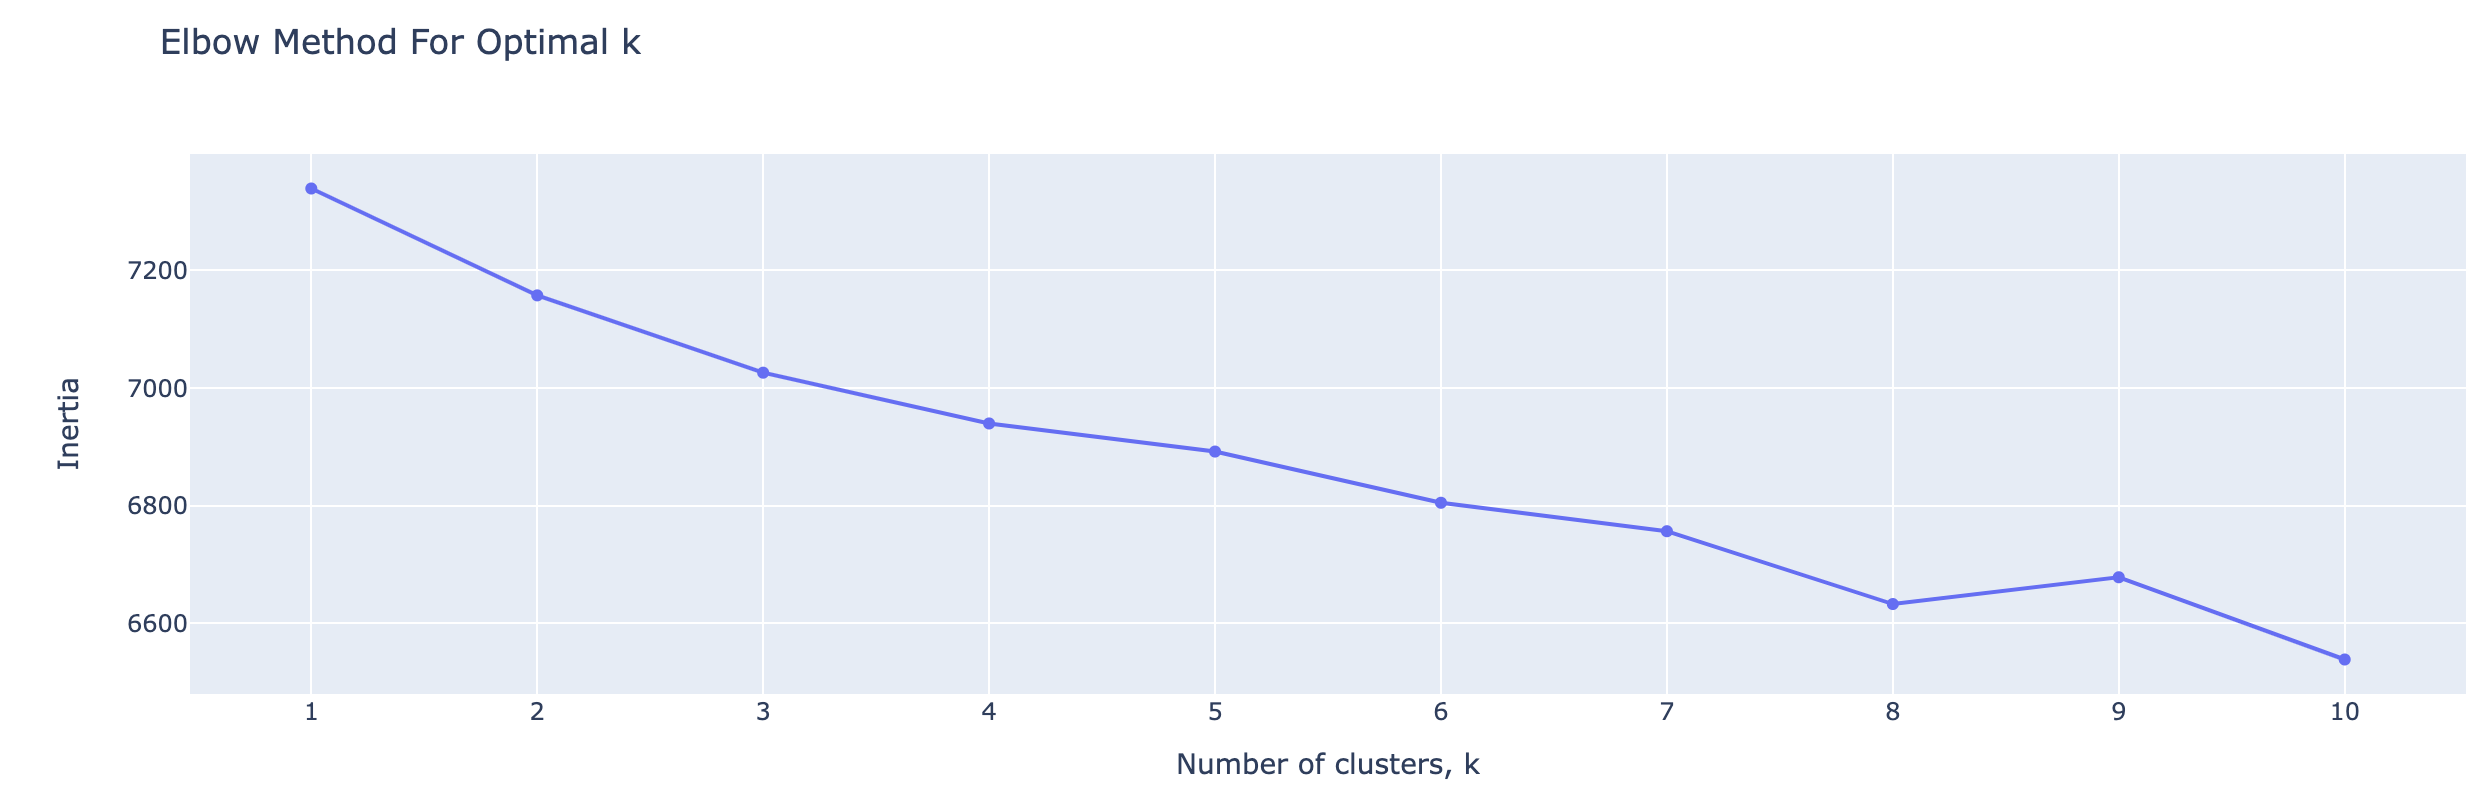 Elbow Method For Optimal k
7200
7000
6800
6600
Inertia
1 2 3 4 5 6 7 8 9 10
Number of clusters, k